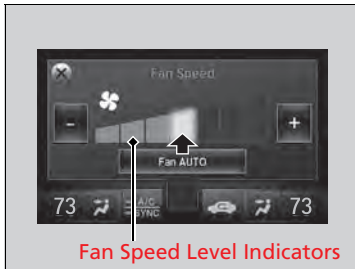 Fan Speed
-
+
Fan AUTO
73
A/C
SYNC
73
Fan Speed Level Indicators